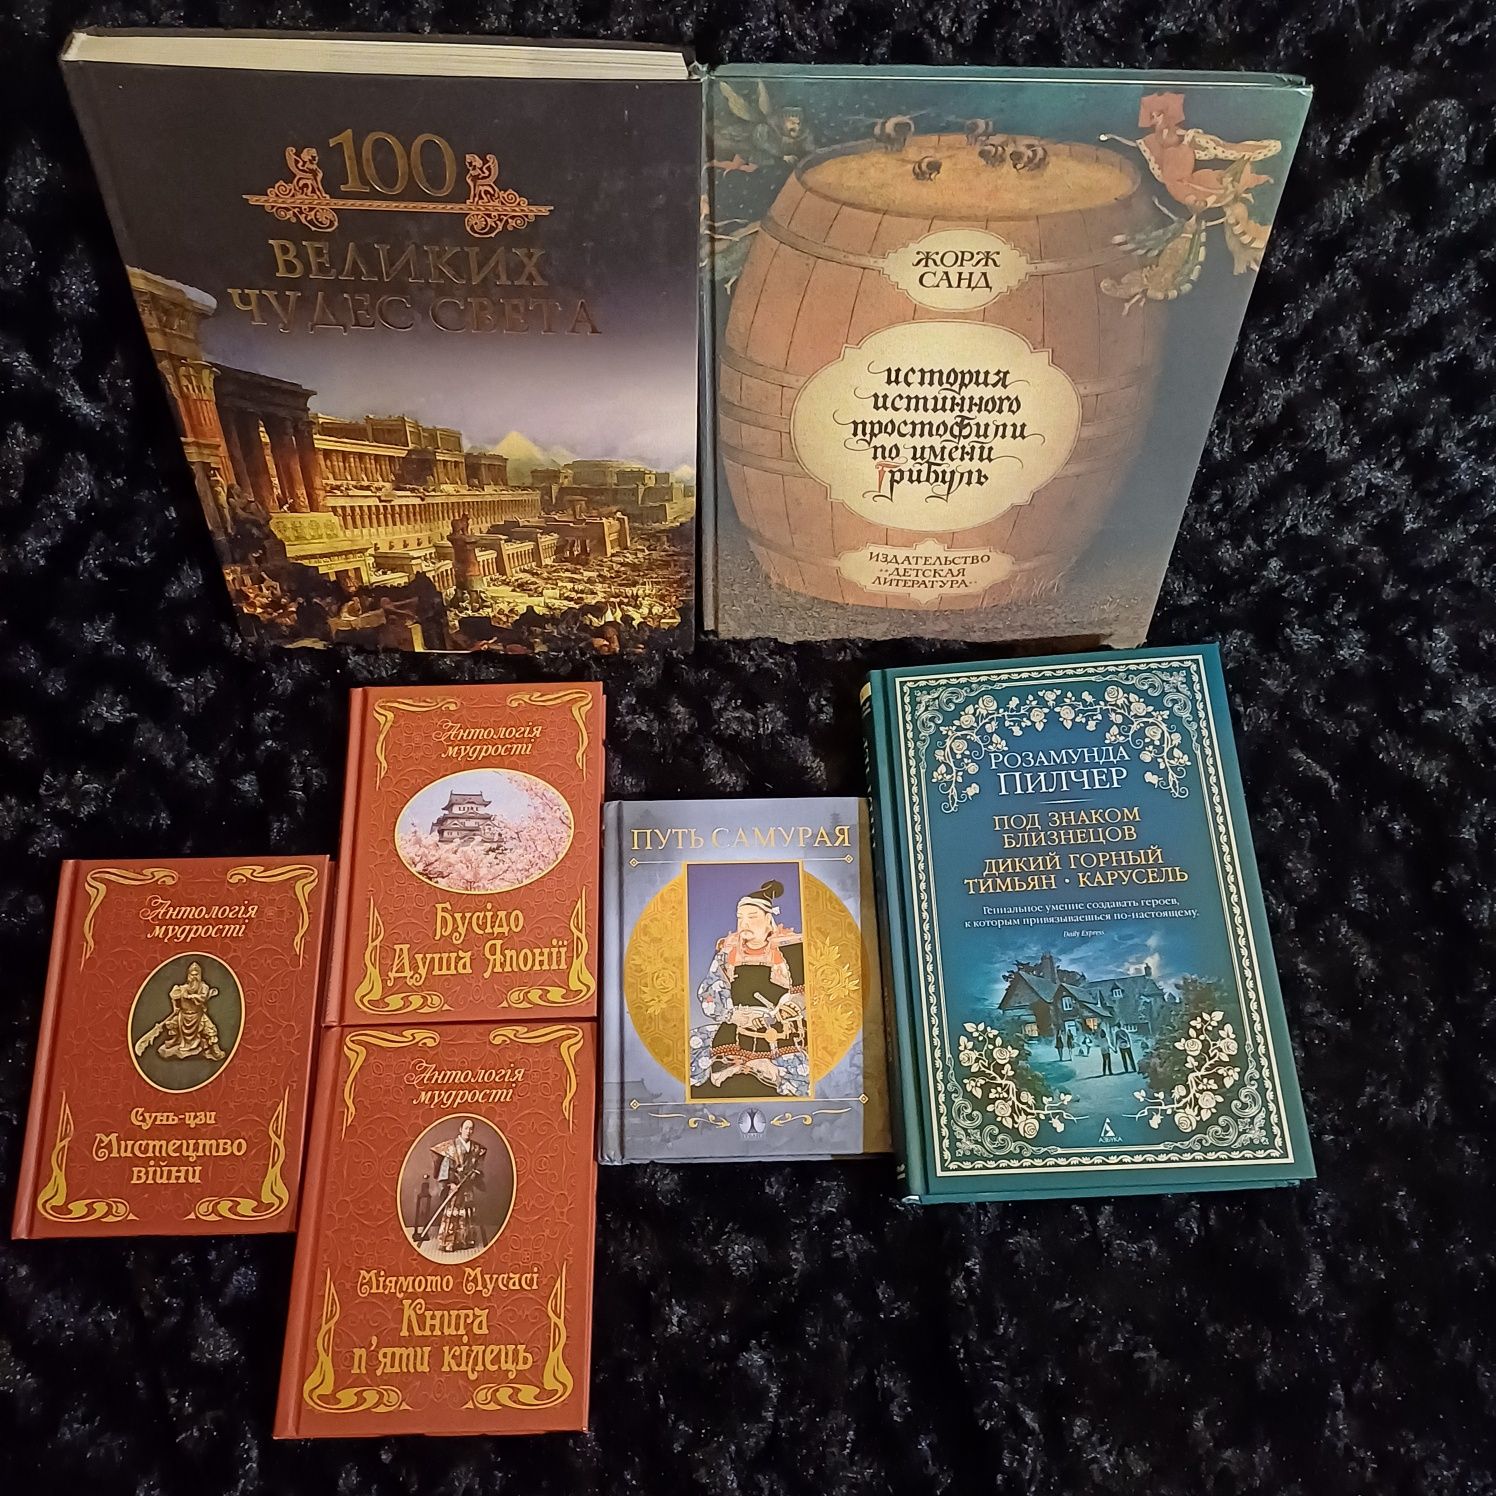 100
ВЕЛИКИХ
ЧУДЕС СВЕТА
ЖОРЖ
САНД
история
истинного
простофили
по имени
Грибуль
ИЗДАТЕЛЬСТВО
"ДЕТСКАЯ
ЛИТЕРАТУРА"
Антологія
мудрості
Бусідо
Душа Японії
ПУТЬ САМУРАЯ
РОЗАМУНДА
ПИЛЧЕР
ПОД ЗНАКОМ
БЛИЗНЕЦОВ
ДИКИЙ ГОРНЫЙ
ТИМЬЯН · КАРУСЕЛЬ
Гениальное умение создавать героев,
к которым привязываешься по-настоящему.
Daily Express
АЗБУКА
Антологія
мудрості
Сунь-цзи
Мистецтво
війни
Антологія
мудрості
Міямото Мусасі
Книга
п'яти кілець